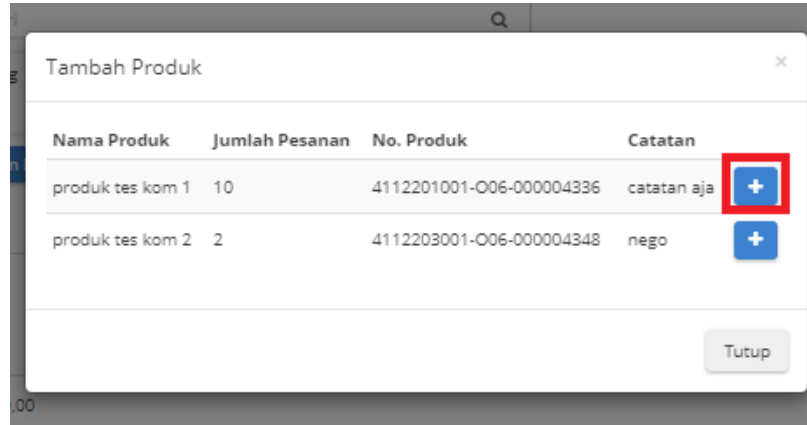 Tambah Produk
×
Nama Produk Jumlah Pesanan No. Produk Catatan
produk tes kom 1 10 4112201001-O06-000004336 catatan aja +
produk tes kom 2 2 4112203001-O06-000004348 nego +
Tutup
,00